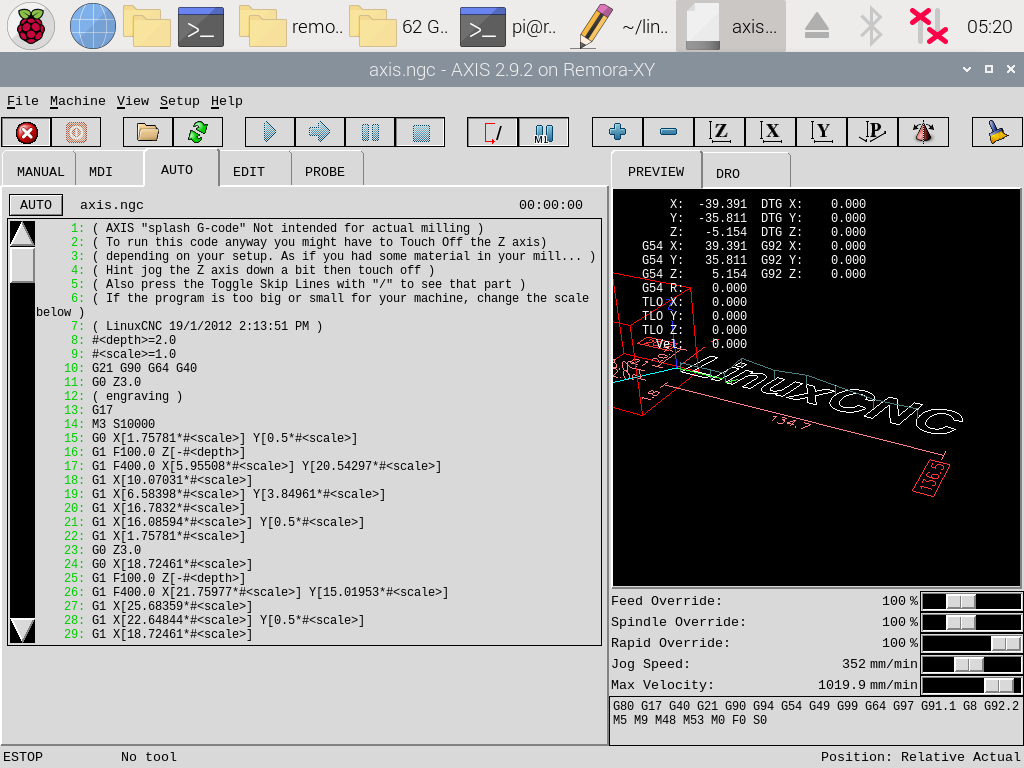 remo..
62 G..
pi@r..
~/lin..
axis...
05:20
axis.ngc - AXIS 2.9.2 on Remora-XY
File Machine View Setup Help
M1
Z X Y P
MANUAL MDI AUTO EDIT PROBE
AUTO axis.ngc 00:00:00
1: ( AXIS "splash G-code" Not intended for actual milling )
2: ( To run this code anyway you might have to Touch Off the Z axis)
3: ( depending on your setup. As if you had some material in your mill... )
4: ( Hint jog the Z axis down a bit then touch off )
5: ( Also press the Toggle Skip Lines with "/" to see that part )
6: ( If the program is too big or small for your machine, change the scale
below )
7: ( LinuxCNC 19/1/2012 2:13:51 PM )
8: #<depth>=2.0
9: #<scale>=1.0
10: G21 G90 G64 G40
11: G0 Z3.0
12: ( engraving )
13: G17
14: M3 S10000
15: G0 X[1.75781*#<scale>] Y[0.5*#<scale>]
16: G1 F100.0 Z[-#<depth>]
17: G1 F400.0 X[5.95508*#<scale>] Y[20.54297*#<scale>]
18: G1 X[10.07031*#<scale>]
19: G1 X[6.58398*#<scale>] Y[3.84961*#<scale>]
20: G1 X[16.7832*#<scale>]
21: G1 X[16.08594*#<scale>] Y[0.5*#<scale>]
22: G1 X[1.75781*#<scale>]
23: G0 Z3.0
24: G0 X[18.72461*#<scale>]
25: G1 F100.0 Z[-#<depth>]
26: G1 F400.0 X[21.75977*#<scale>] Y[15.01953*#<scale>]
27: G1 X[25.68359*#<scale>]
28: G1 X[22.64844*#<scale>] Y[0.5*#<scale>]
29: G1 X[18.72461*#<scale>]
PREVIEW DRO
X: -39.391 DTG X: 0.000
Y: -35.811 DTG Y: 0.000
Z: -5.154 DTG Z: 0.000
G54 X: 39.391 G92 X: 0.000
G54 Y: 35.811 G92 Y: 0.000
G54 Z: 5.154 G92 Z: 0.000
G54 R: 0.000
TLO X: 0.000
TLO Y: 0.000
TLO Z: 0.000
Vel: 0.000
LinuxCNC
134.7
136.5
Feed Override: 100 %
Spindle Override: 100 %
Rapid Override: 100 %
Jog Speed: 352 mm/min
Max Velocity: 1019.9 mm/min
G80 G17 G40 G21 G90 G94 G54 G49 G99 G64 G97 G91.1 G8 G92.2
M5 M9 M48 M53 M0 F0 S0
ESTOP No tool Position: Relative Actual